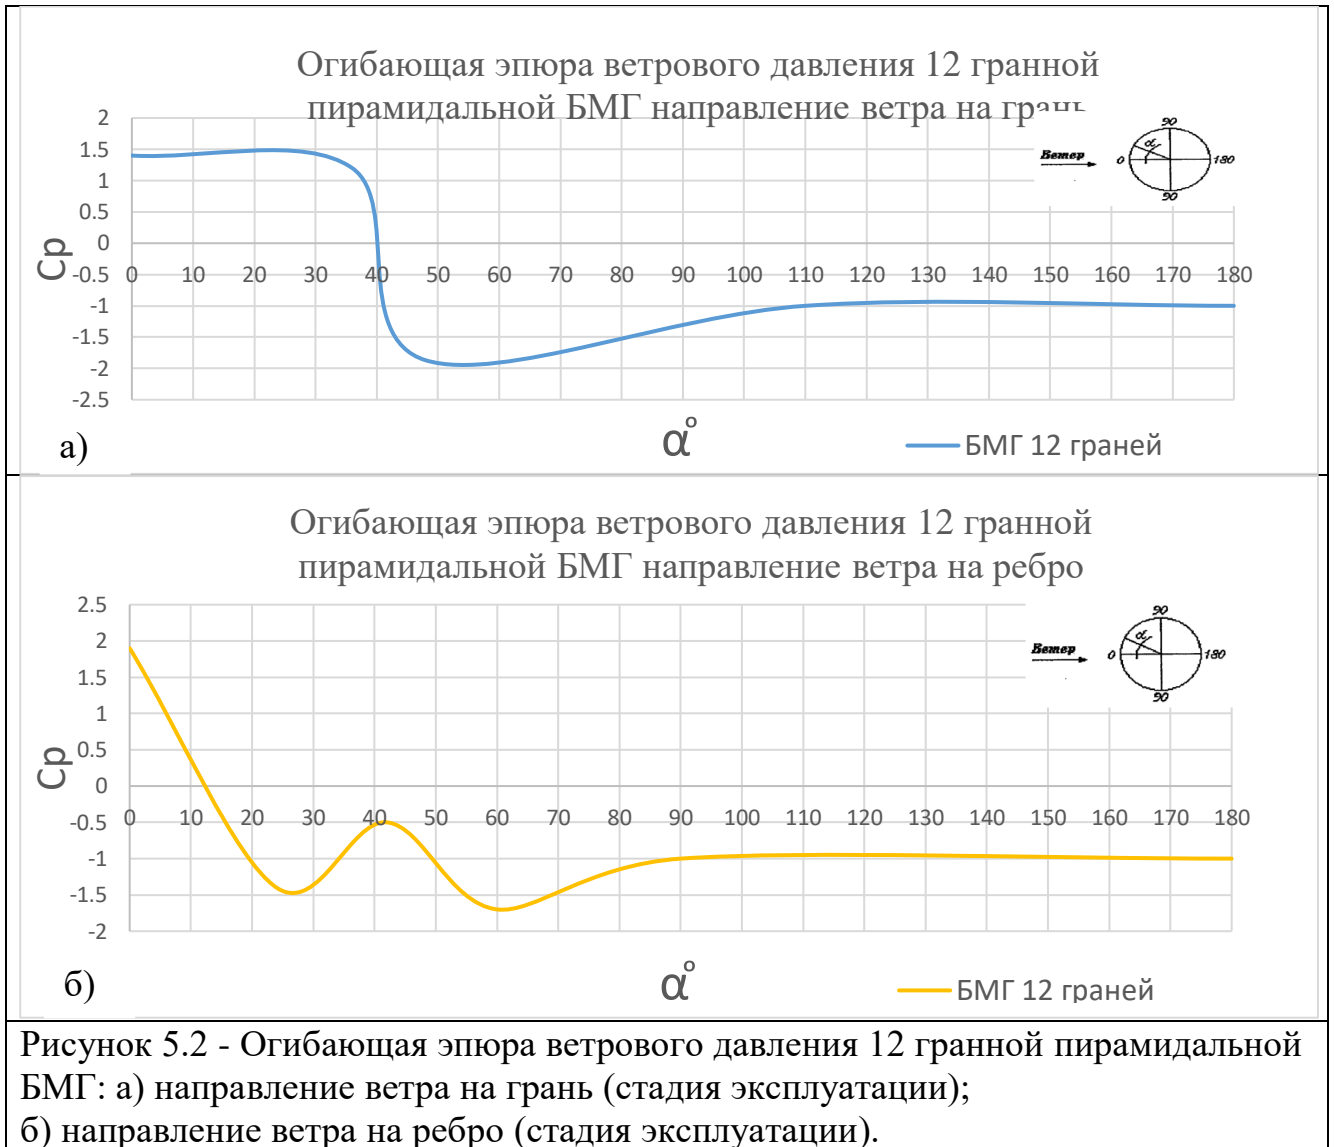 Огибающая эпюра ветрового давления 12 гранной
пирамидальной БМГ направление ветра на грань
2
1.5
1
0.5
0
-0.5
-1
-1.5
-2
-2.5
Ср
0 10 20 30 40 50 60 70 80 90 100 110 120 130 140 150 160 170 180
Ветер
0
α
90
180
90
α°
а)
БМГ 12 граней
Огибающая эпюра ветрового давления 12 гранной
пирамидальной БМГ направление ветра на ребро
2.5
2
1.5
1
0.5
0
-0.5
-1
-1.5
-2
Ср
0 10 20 30 40 50 60 70 80 90 100 110 120 130 140 150 160 170 180
Ветер
0
α
90
180
90
α°
б)
БМГ 12 граней
Рисунок 5.2 - Огибающая эпюра ветрового давления 12 гранной пирамидальной
БМГ: а) направление ветра на грань (стадия эксплуатации);
б) направление ветра на ребро (стадия эксплуатации).